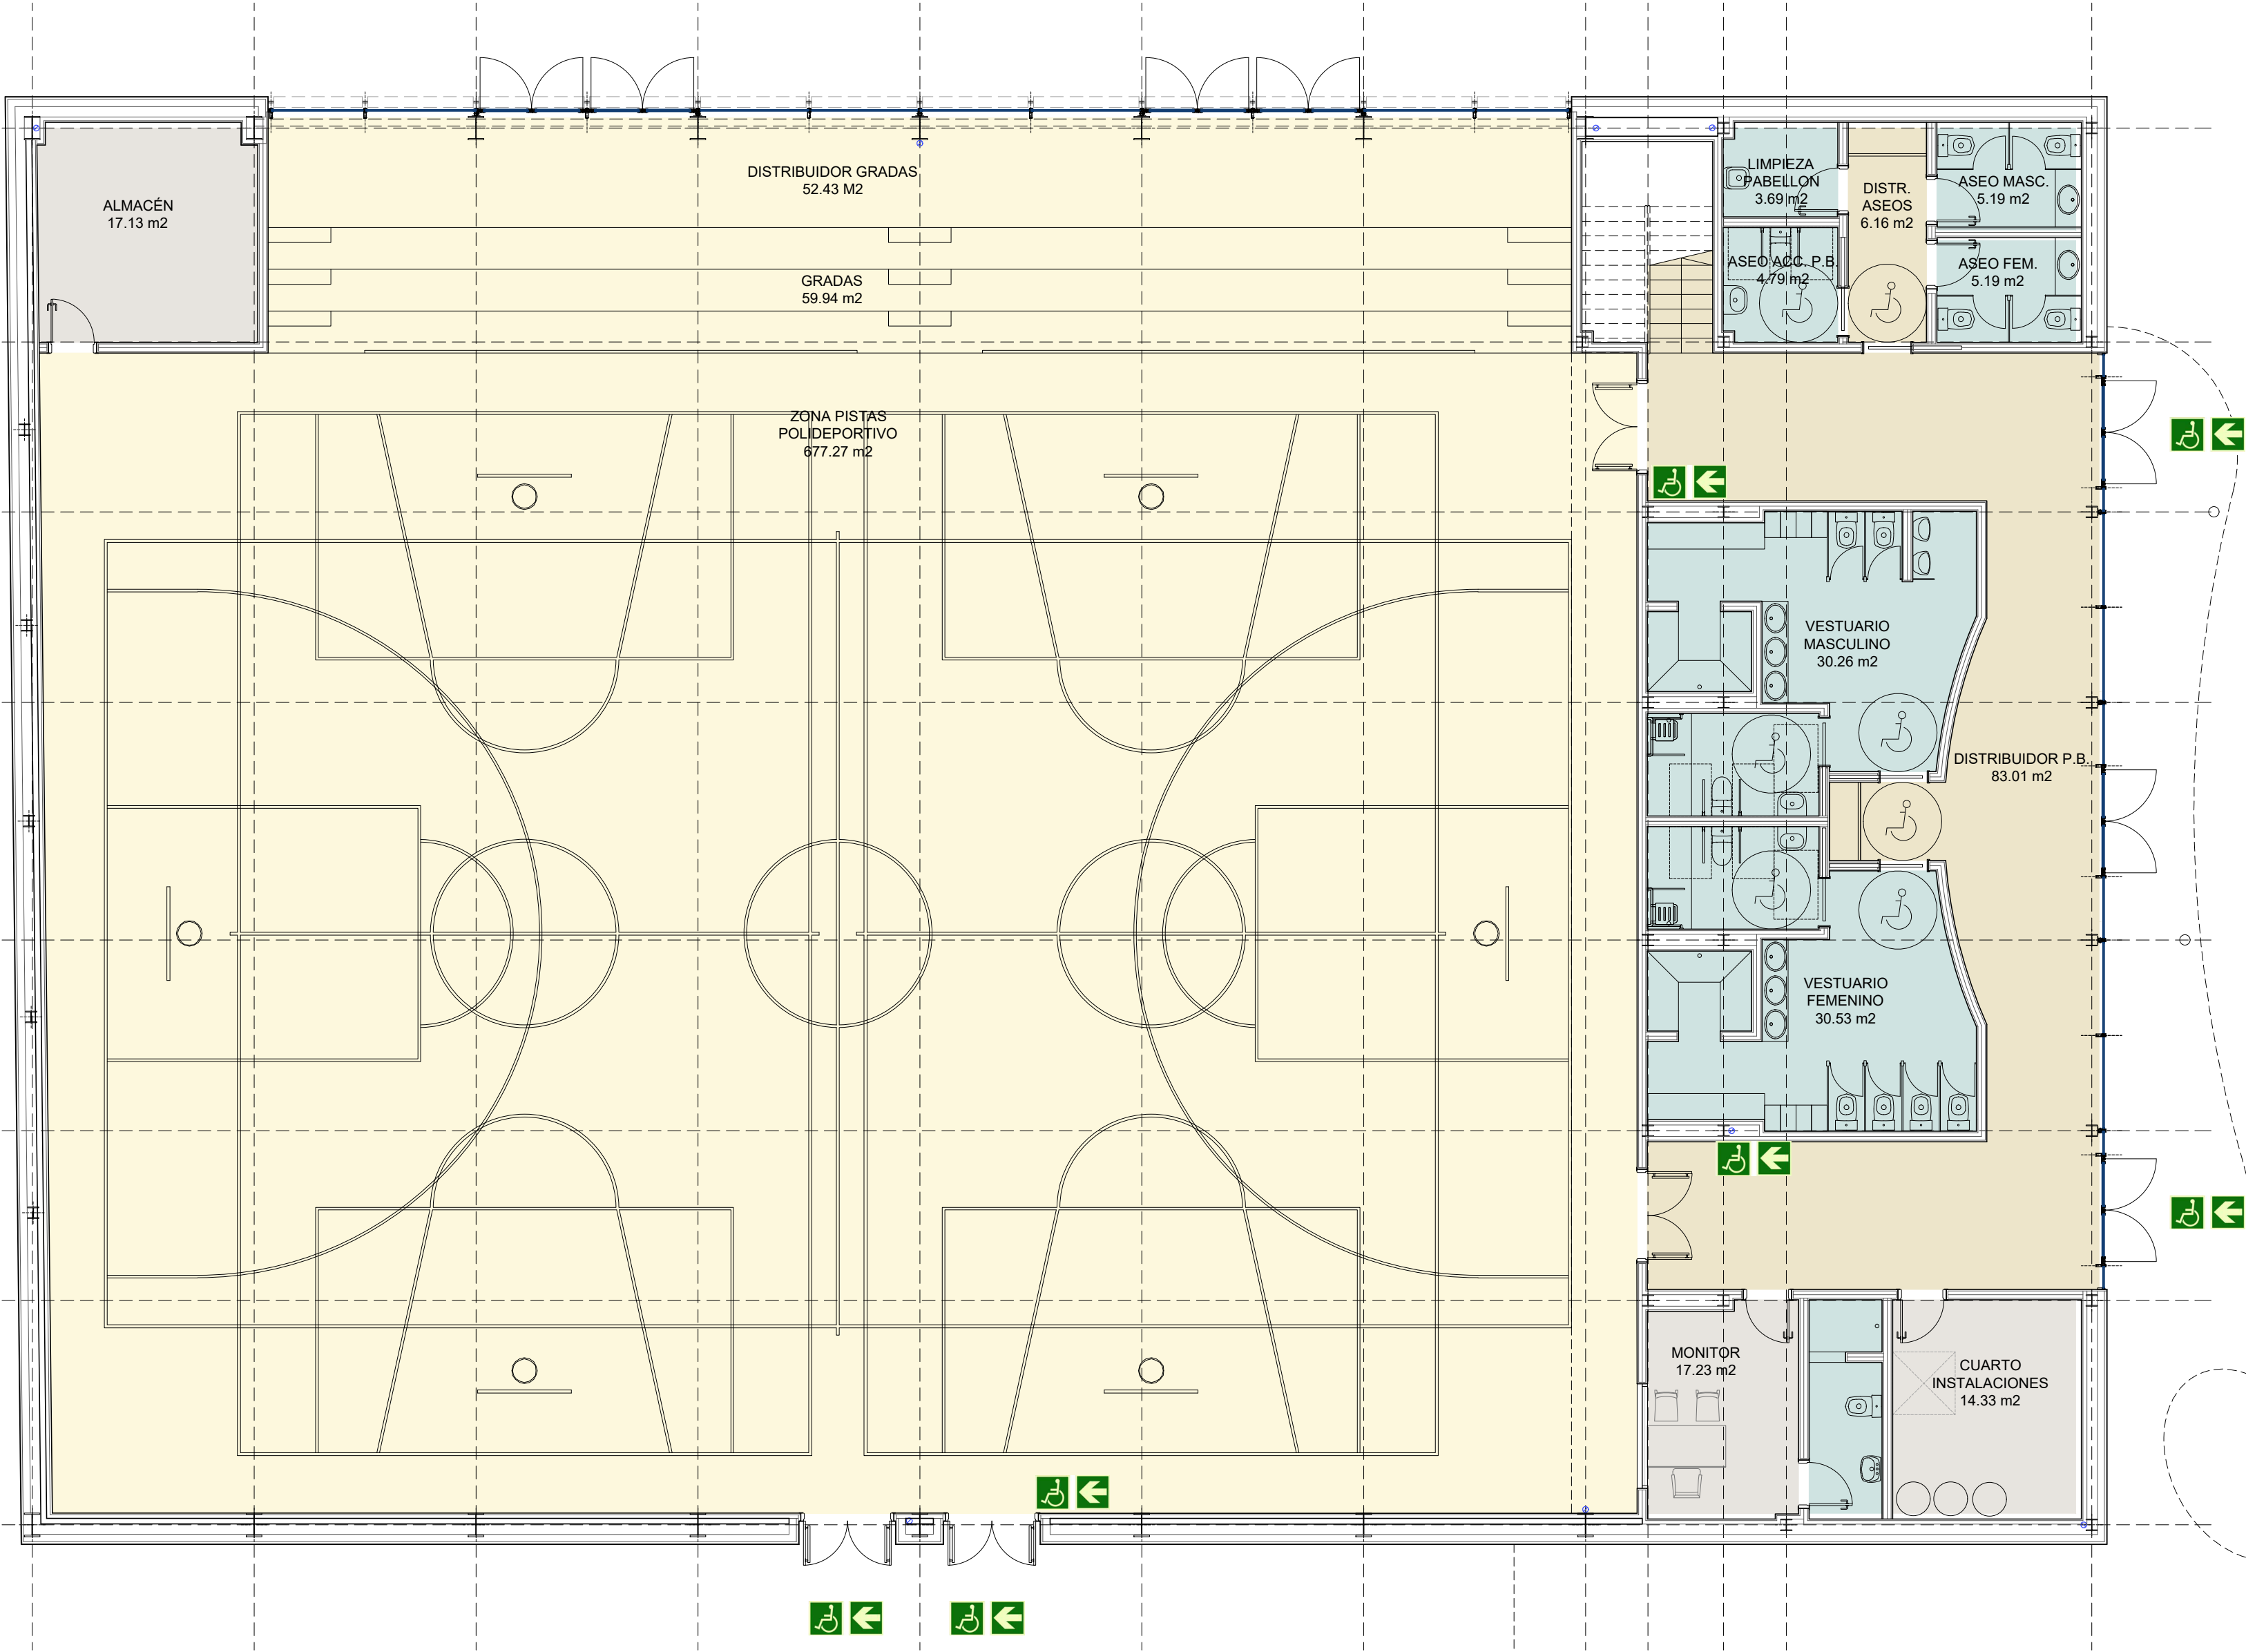 DISTRIBUIDOR GRADAS
52.43 M2
ALMACÉN
17.13 m2
LIMPIEZA
PABELLON
3.69 m2
DISTR.
ASEOS
6.16 m2
ASEO MASC.
5.19 m2
ASEO ACC. P.B.
4.79 m2
ASEO FEM.
5.19 m2
GRADAS
59.94 m2
ZONA PISTAS
POLIDEPORTIVO
677.27 m2
VESTUARIO
MASCULINO
30.26 m2
DISTRIBUIDOR P.B.
83.01 m2
VESTUARIO
FEMENINO
30.53 m2
MONITOR
17.23 m2
CUARTO
INSTALACIONES
14.33 m2